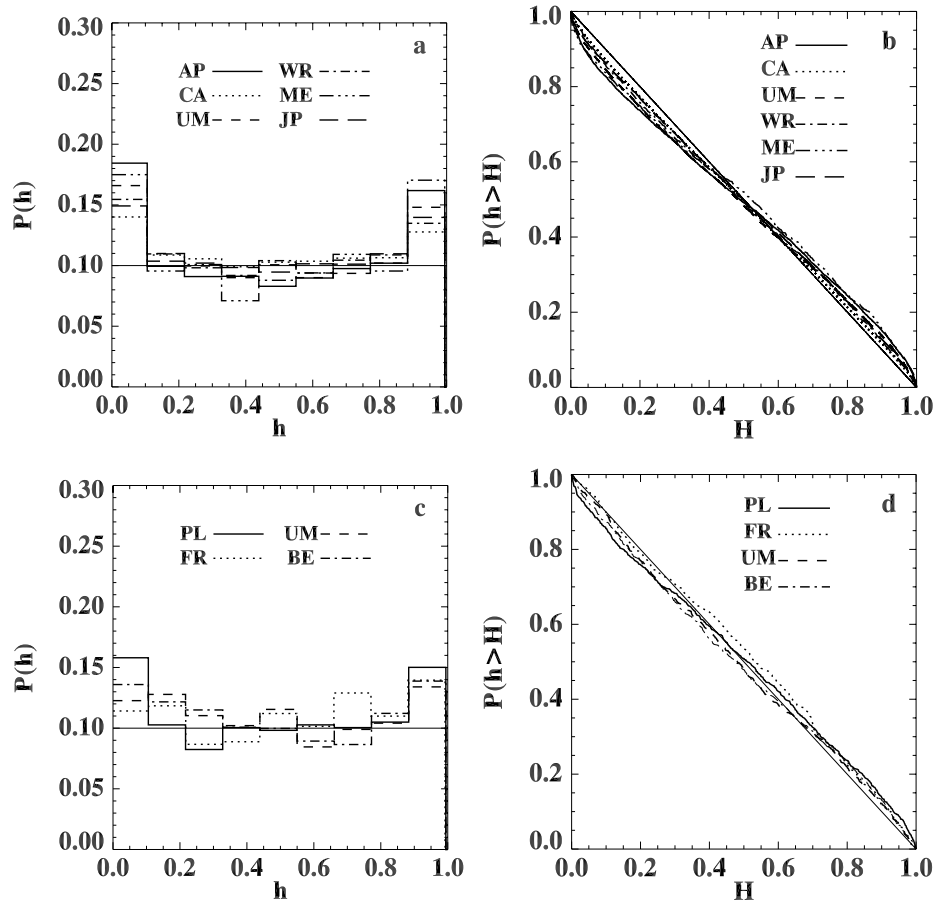 a
AP WR
CA ME
UM JP
P(h)
0.30
0.25
0.20
0.15
0.10
0.05
0.00
0.0 0.2 0.4 0.6 0.8 1.0
h
b
AP
CA
UM
WR
ME
JP
P(h>H)
1.0
0.8
0.6
0.4
0.2
0.0
0.0 0.2 0.4 0.6 0.8 1.0
H
c
PL UM
FR BE
P(h)
0.30
0.25
0.20
0.15
0.10
0.05
0.00
0.0 0.2 0.4 0.6 0.8 1.0
h
d
PL
FR
UM
BE
P(h>H)
1.0
0.8
0.6
0.4
0.2
0.0
0.0 0.2 0.4 0.6 0.8 1.0
H